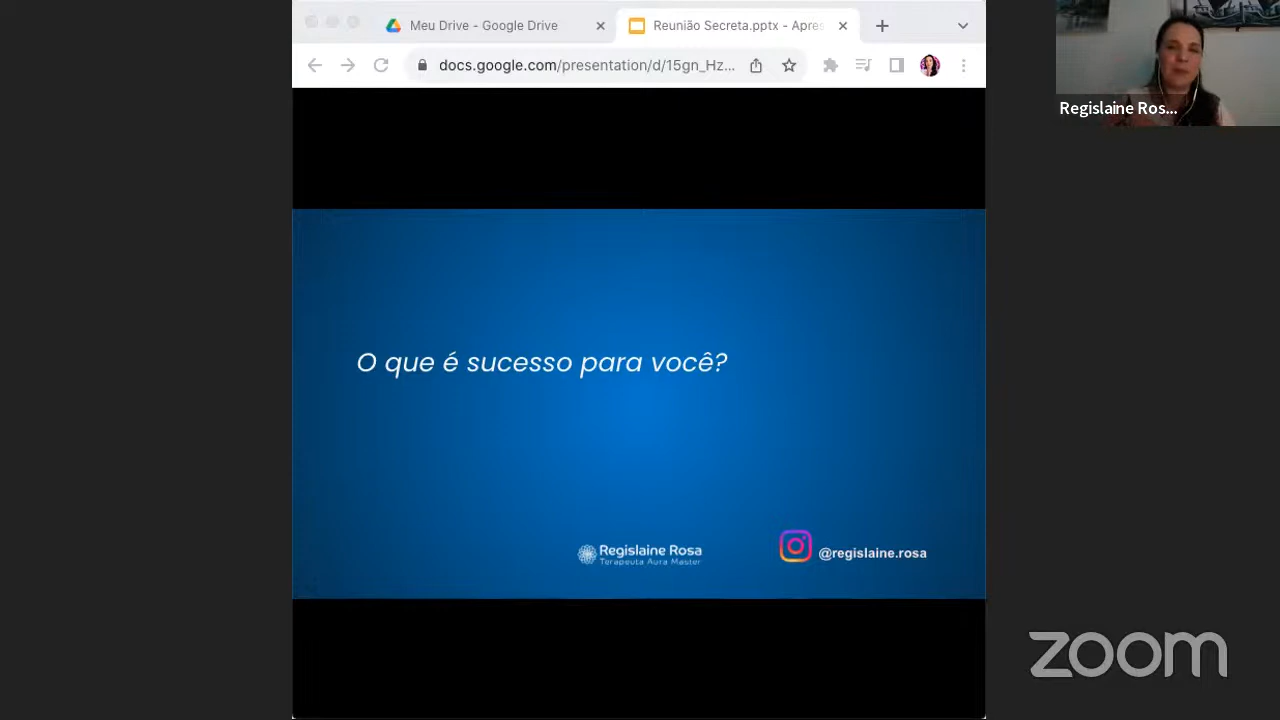 Meu Drive - Google Drive
Reunião Secreta.pptx - Apres
docs.google.com/presentation/d/15gn_Hz...
Regislaine Ros...
O que é sucesso para você?
Regislaine Rosa
Terapeuta Aura Master
@regislaine.rosa
zoom